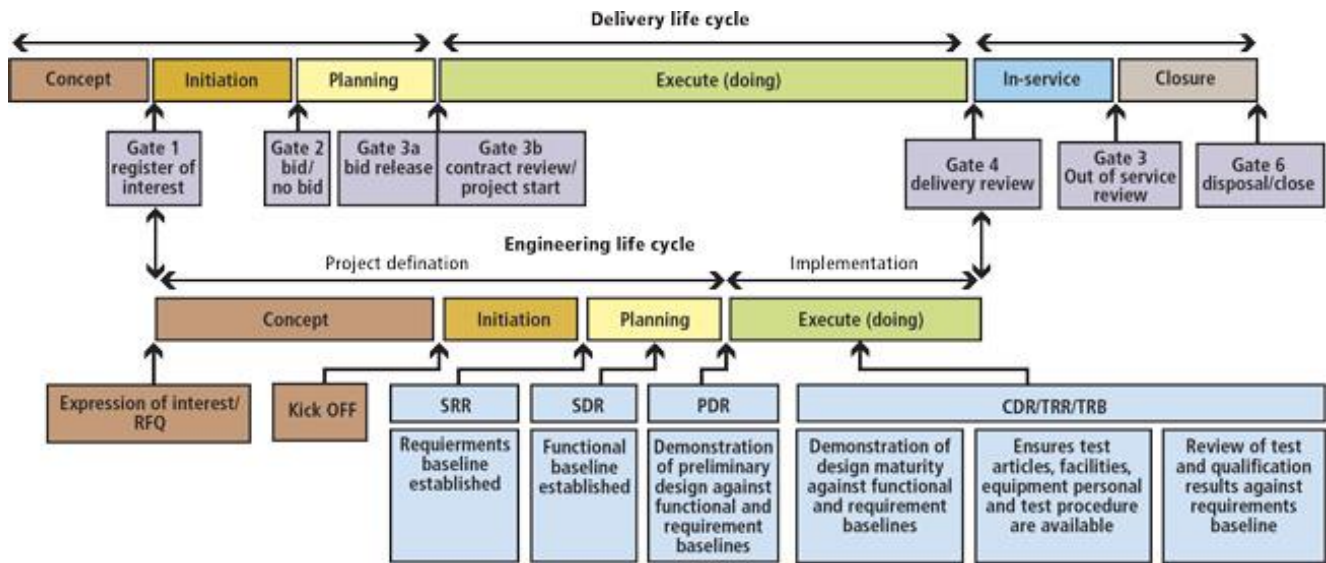 Delivery life cycle
Concept
Initiation
Planning
Execute (doing)
In-service
Closure
Gate 1
register of
interest
Gate 2
bid/
no bid
Gate 3a
bid release
Gate 3b
contract review/
project start
Gate 4
delivery review
Gate 3
Out of service
review
Gate 6
disposal/close
Engineering life cycle
Project defination
Implementation
Concept
Initiation
Planning
Execute (doing)
Expression of interest/
RFQ
Kick OFF
SRR
SDR
PDR
CDR/TRR/TRB
Requierments
baseline
established
Functional
baseline
established
Demonstration
of preliminary
design against
functional and
requirement
baselines
Demonstration of
design maturity
against functional
and requirement
baselines
Ensures test
articles, facilities,
equipment personal
and test procedure
are available
Review of test
and qualification
results against
requirements
baseline